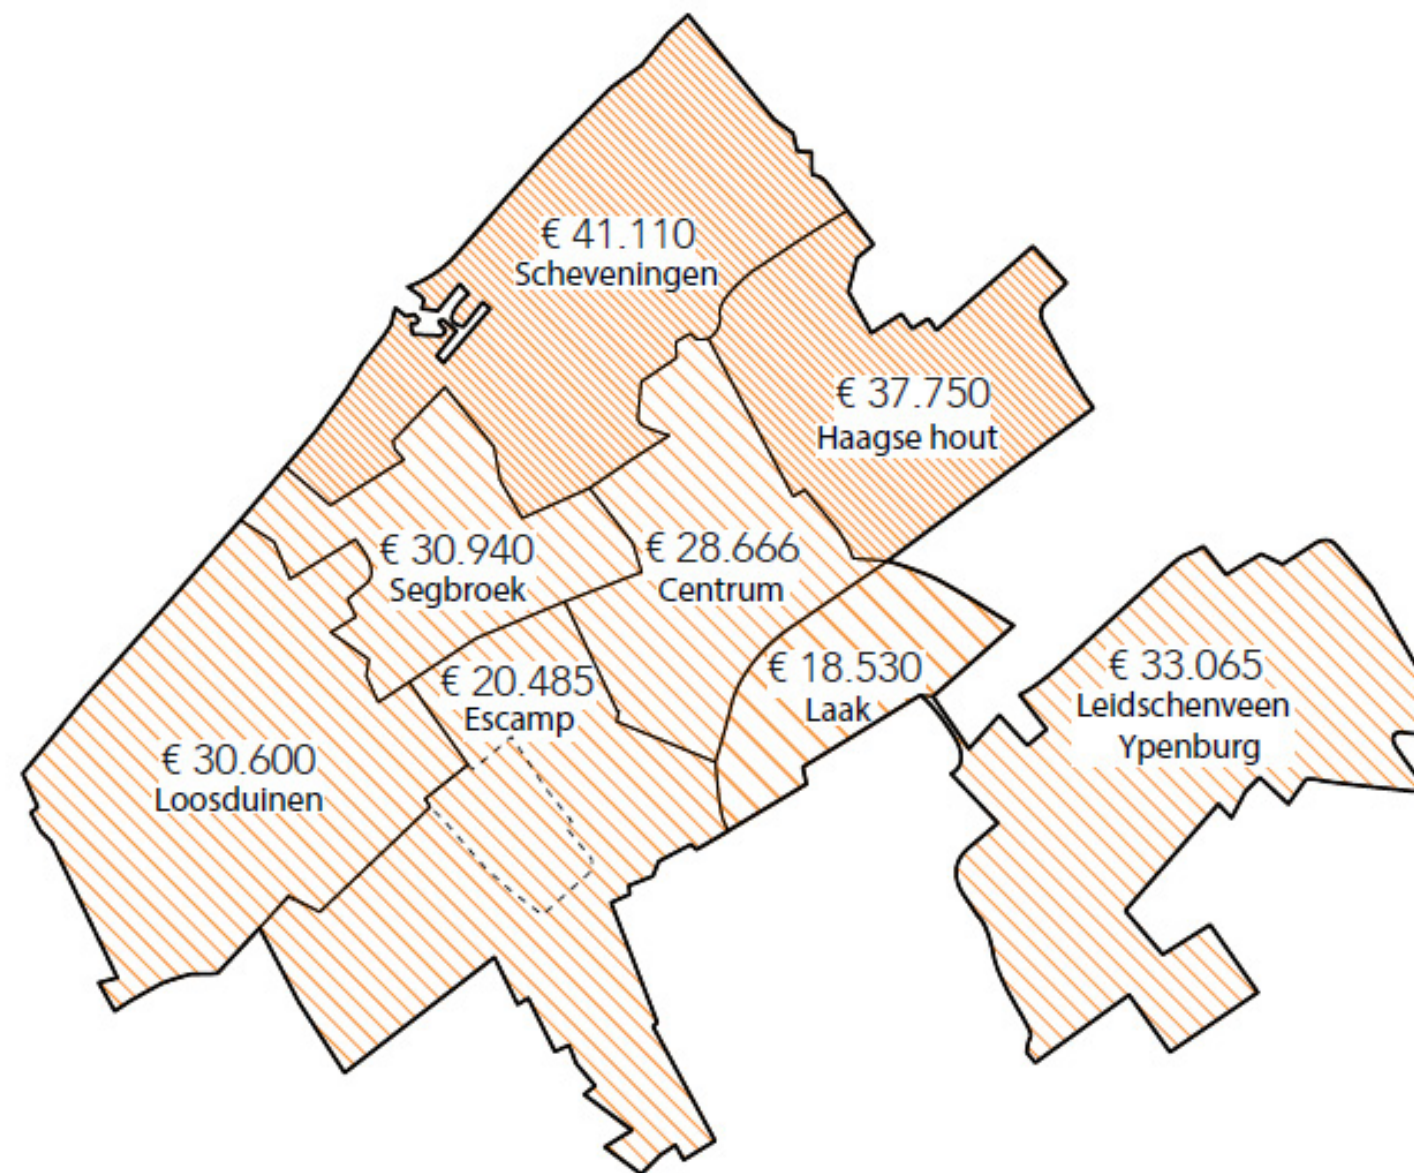 € 41.110
Scheveningen
€ 37.750
Haagse hout
€ 30.940
Segbroek
€ 28.666
Centrum
€ 20.485
Escamp
€ 18.530
Laak
€ 33.065
Leidschenveen
Ypenburg
€ 30.600
Loosduinen